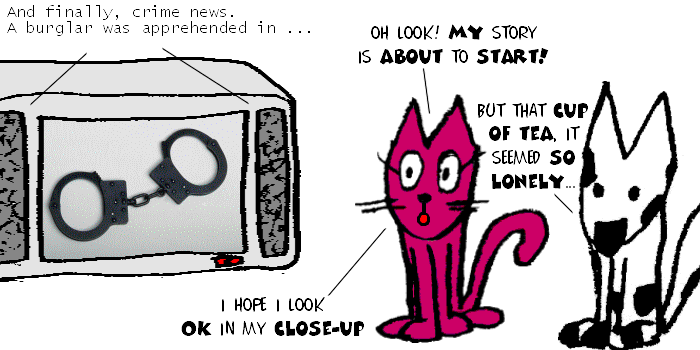 And finally, crime news.
A burglar was apprehended in ...
OH LOOK! MY STORY
IS ABOUT TO START!
BUT THAT CUP
OF TEA, IT
SEEMED SO
LONELY...
I HOPE I LOOK
OK IN MY CLOSE-UP